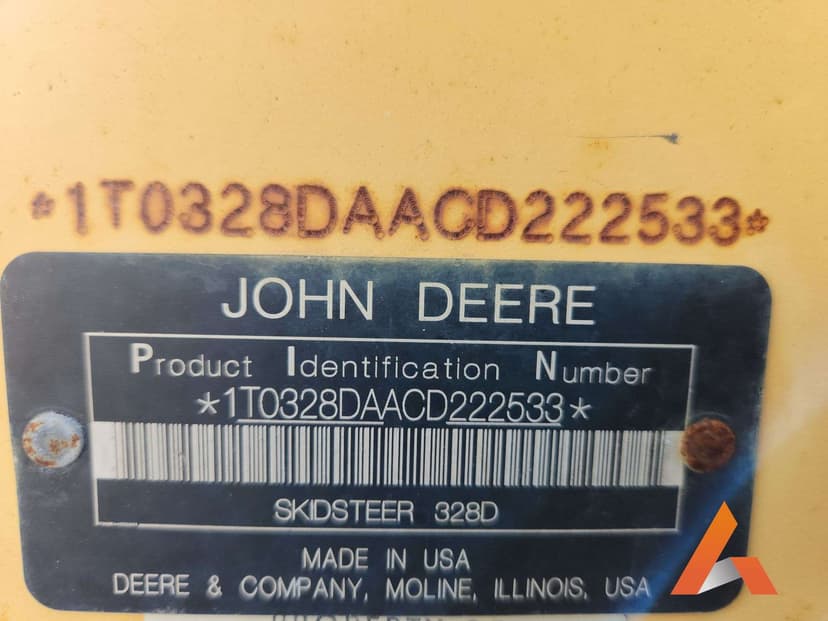 *1T0328DAACD222533*
JOHN DEERE
Product Identification Number
*1T0328DAACD222533*
SKIDSTEER 328D
MADE IN USA
DEERE & COMPANY, MOLINE, ILLINOIS, USA